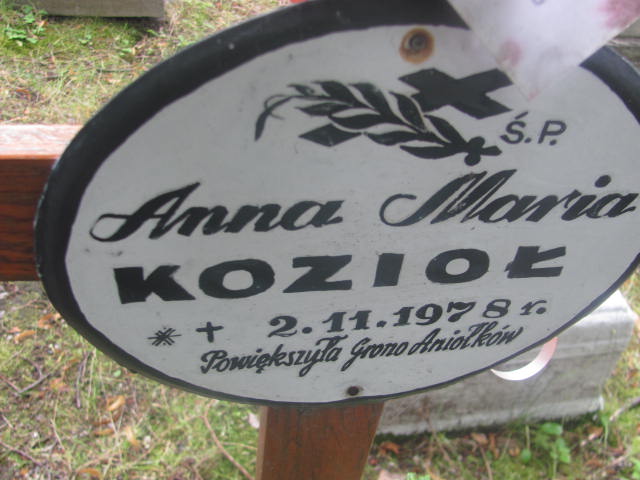 Ś.P.
Anna Maria
KOZIOŁ
* + 2.11.1978 r.
Powiększyła Grono Aniołków